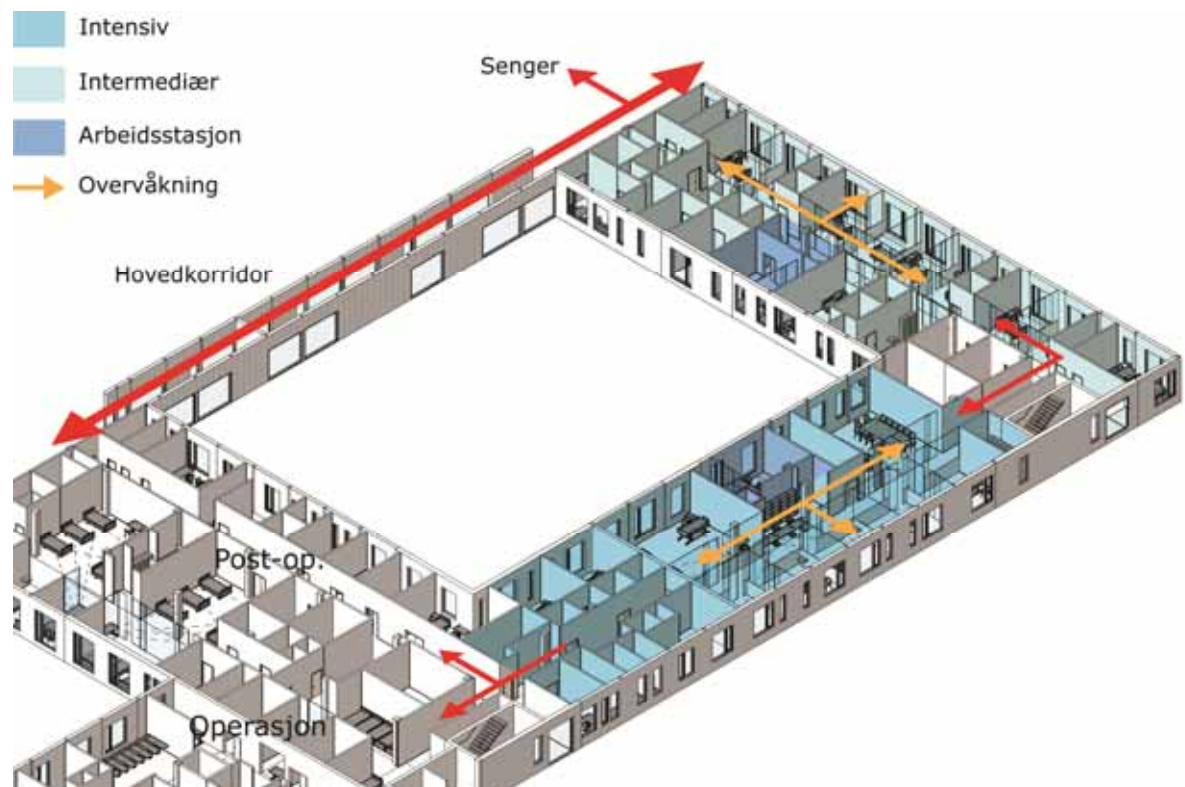 Intensiv
Intermediær
Arbeidsstasjon
Overvåkning
Senger
Hovedkorridor
Post-op.
Operasjon